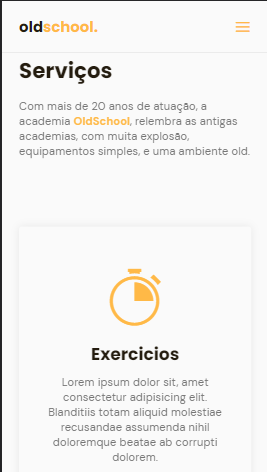 oldschool.
Serviços
Com mais de 20 anos de atuação, a
academia OldSchool, relembra as antigas
academias, com muita explosão,
equipamentos simples, e uma ambiente old.
Exercicios
Lorem ipsum dolor sit, amet
consectetur adipisicing elit.
Blanditiis totam aliquid molestiae
recusandae assumenda nihil
doloremque beatae ab corrupti
dolorem.